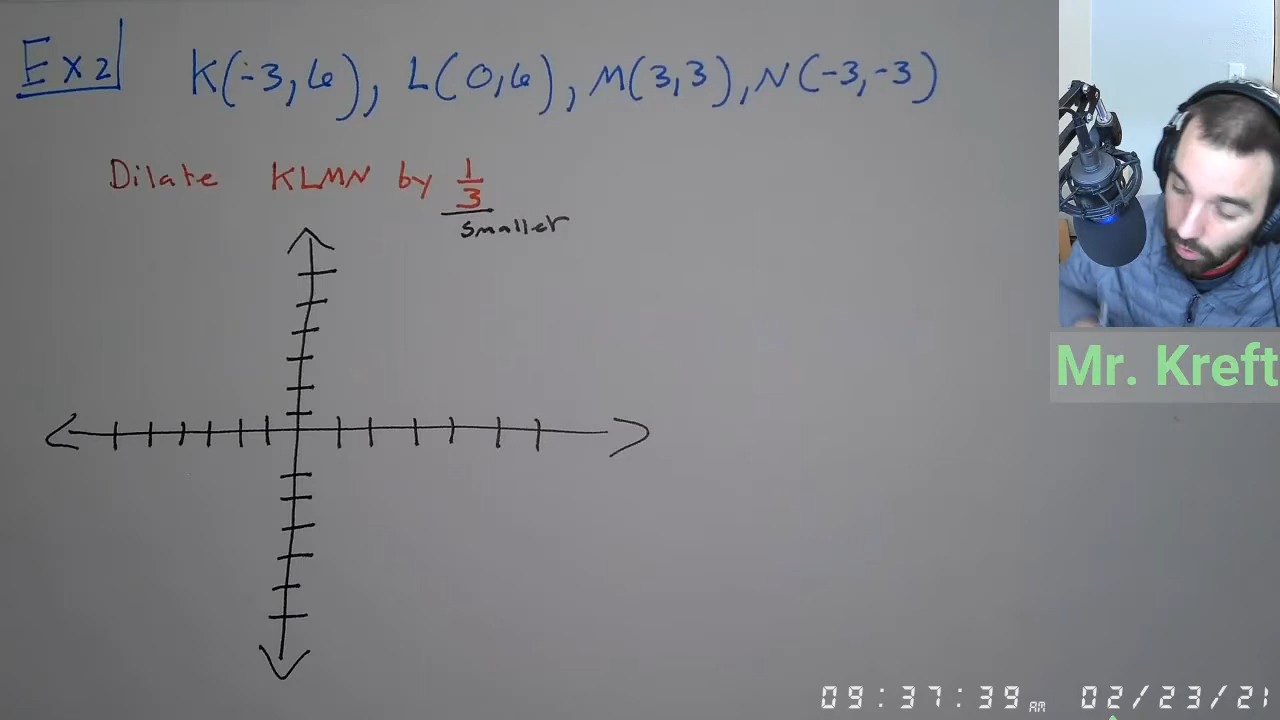 Ex2 K(-3,6), L(0,6), M(3,3), N(-3,-3)
Dilate KLMN by 1/3
smaller
Mr. Kreft
09:37:39 AM 02/23/21